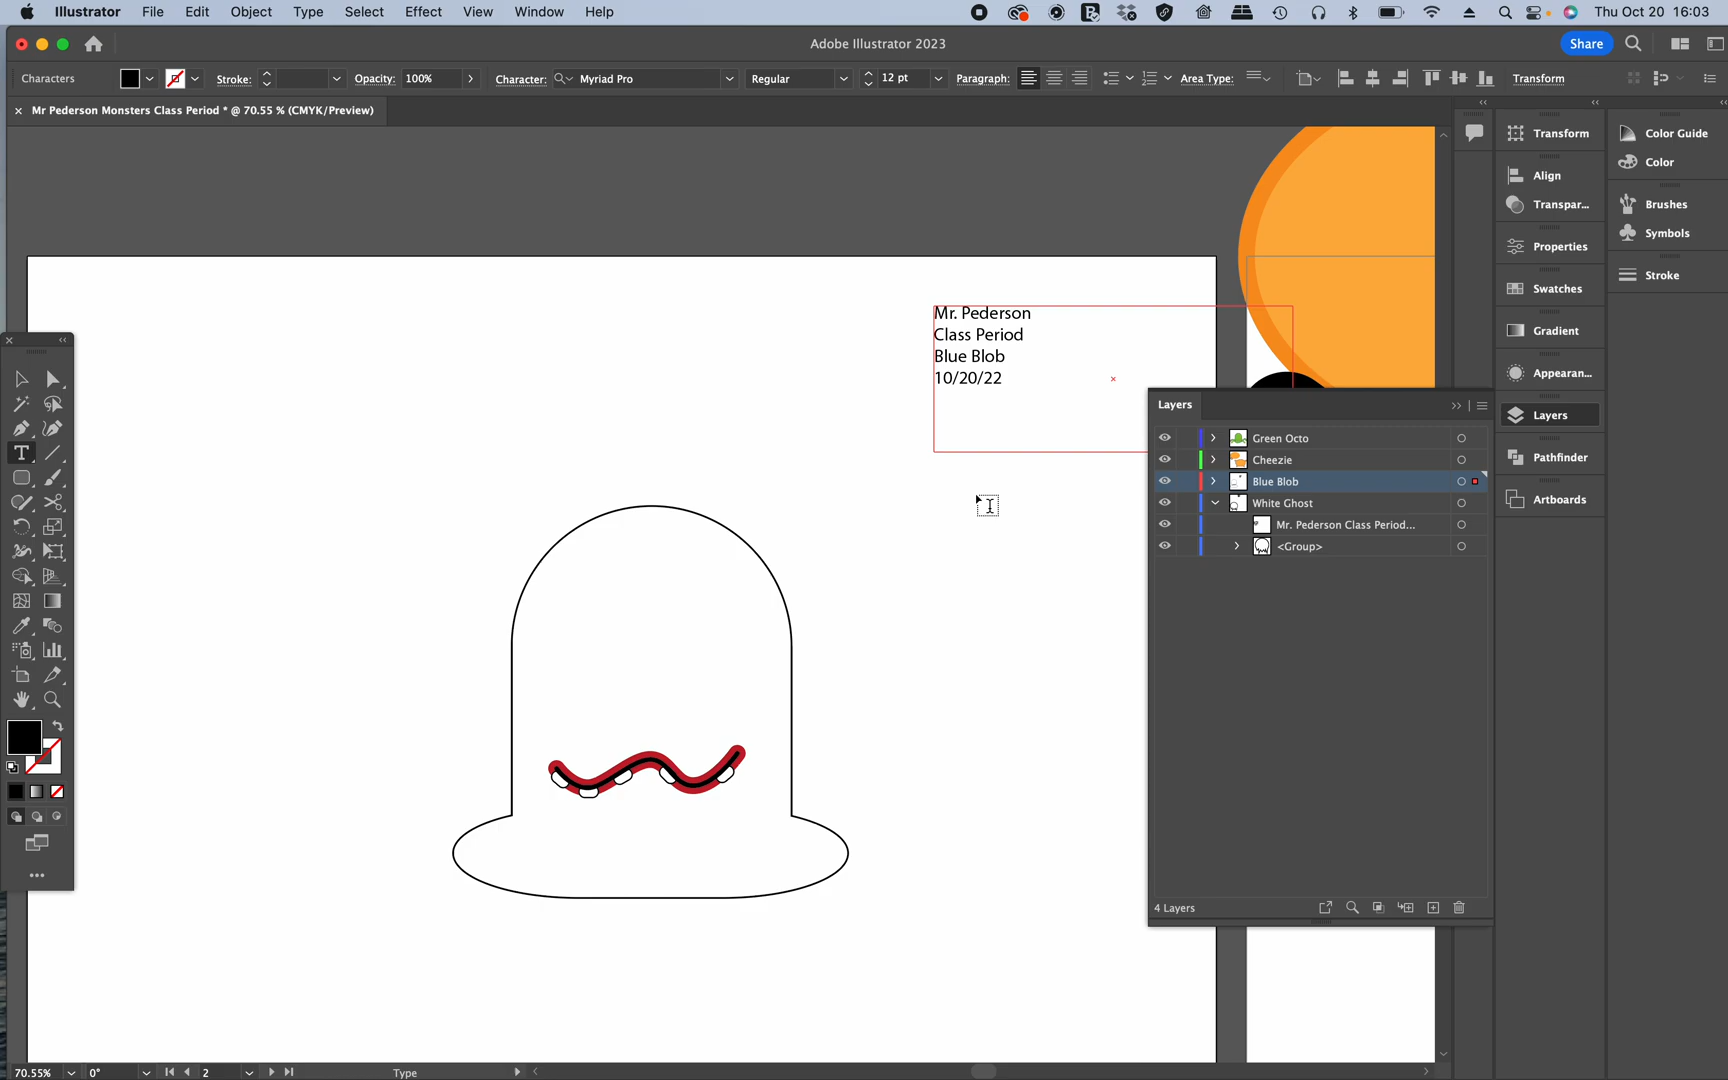 Illustrator File Edit Object Type Select Effect View Window Help
Thu Oct 20 16:03
Adobe Illustrator 2023
Share
Characters
Stroke:
Opacity: 100%
Character: Myriad Pro
Regular
12 pt
Paragraph:
Area Type:
Transform
× Mr Pederson Monsters Class Period * @ 70.55 % (CMYK/Preview)
Transform
Align
Transpar...
Properties
Swatches
Gradient
Appearan...
Layers
Pathfinder
Artboards
Color Guide
Color
Brushes
Symbols
Stroke
Mr. Pederson
Class Period
Blue Blob
10/20/22
Layers
Green Octo
Cheezie
Blue Blob
White Ghost
Mr. Pederson Class Period...
<Group>
4 Layers
70.55%
0°
2
Type